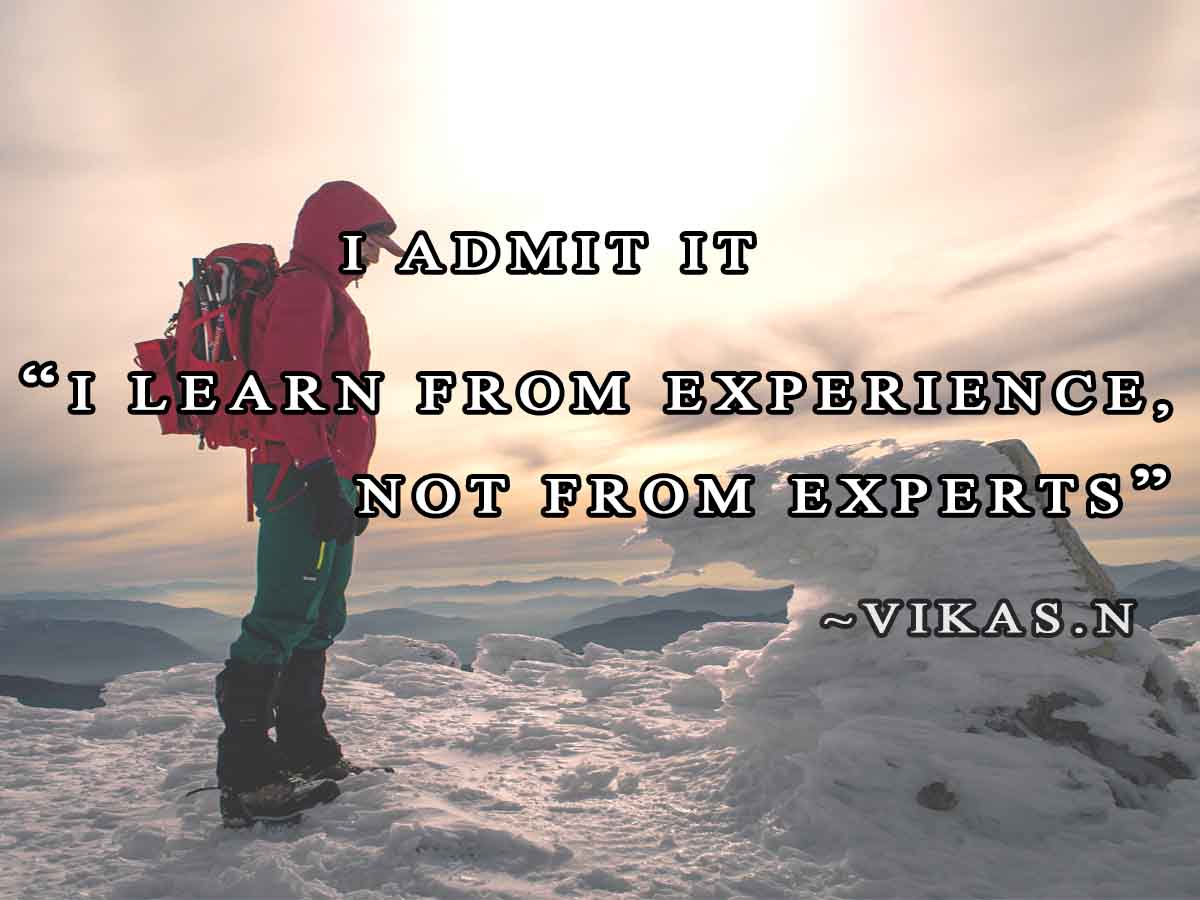 I ADMIT IT
“I LEARN FROM EXPERIENCE,
NOT FROM EXPERTS”
~VIKAS.N